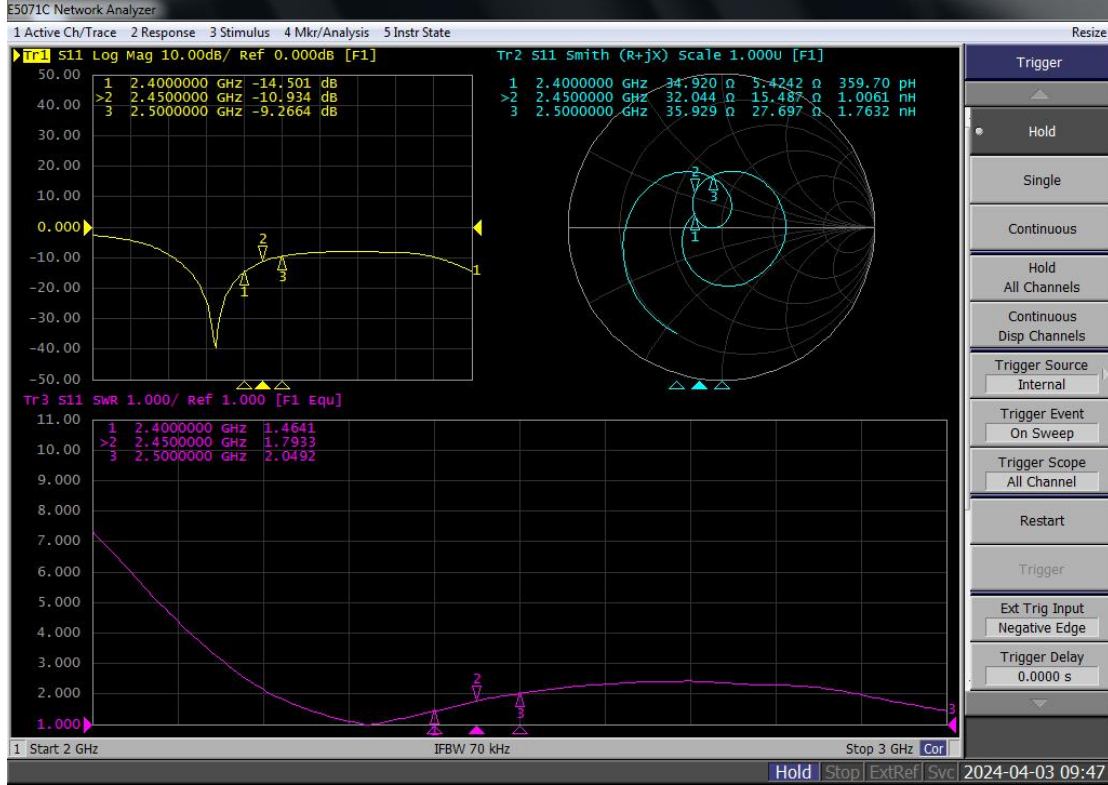 E5071C Network Analyzer
1 Active Ch/Trace 2 Response 3 Stimulus 4 Mkr/Analysis 5 Instr State
Resize
Tr1 S11 Log Mag 10.00dB/ Ref 0.000dB [F1]
50.00
1 2.4000000 GHz -14.501 dB
>2 2.4500000 GHz -10.934 dB
3 2.5000000 GHz -9.2664 dB
40.00
30.00
20.00
10.00
0.000
-10.00
-20.00
-30.00
-40.00
-50.00
2
1
3
1
Tr2 S11 Smith (R+jX) Scale 1.000U [F1]
1 2.4000000 GHz 34.920 Ω 5.4242 Ω 359.70 pH
>2 2.4500000 GHz 32.044 Ω 15.487 Ω 1.0061 nH
3 2.5000000 GHz 35.929 Ω 27.697 Ω 1.7632 nH
2
3
1
Tr3 S11 SWR 1.000/ Ref 1.000 [F1 Equ]
11.00
1 2.4000000 GHz 1.4641
>2 2.4500000 GHz 1.7933
3 2.5000000 GHz 2.0492
10.00
9.000
8.000
7.000
6.000
5.000
4.000
3.000
2.000
1.000
2
1
3
3
1 Start 2 GHz
IFBW 70 kHz
Stop 3 GHz Cor
Trigger
Hold
Single
Continuous
Hold
All Channels
Continuous
Disp Channels
Trigger Source
Internal
Trigger Event
On Sweep
Trigger Scope
All Channel
Restart
Trigger
Ext Trig Input
Negative Edge
Trigger Delay
0.0000 s
Hold Stop ExtRef Svc 2024-04-03 09:47